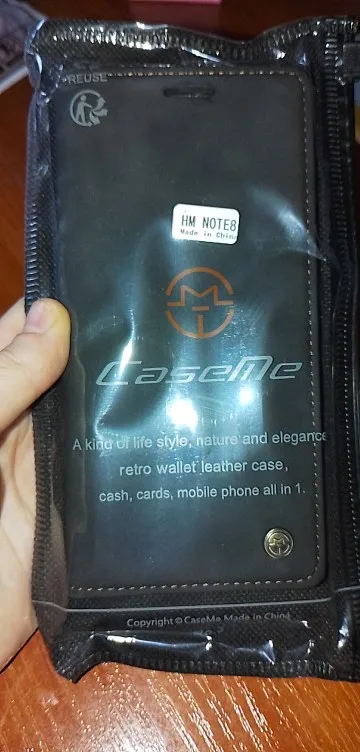 REUSE
HM NOTE8
Made in China
CaseMe
A kind of life style, nature and elegance
retro wallet leather case,
cash, cards, mobile phone all in 1.
Copyright © CaseMe Made in China